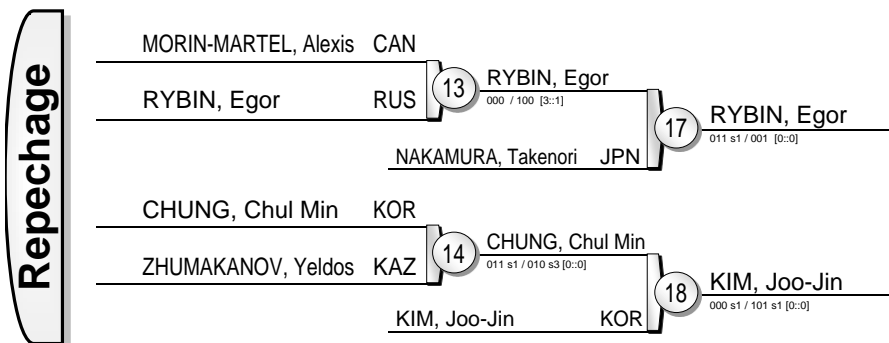 Repechage
MORIN-MARTEL, Alexis CAN
RYBIN, Egor RUS
13
RYBIN, Egor
000 / 100 [3::1]
NAKAMURA, Takenori JPN
17
RYBIN, Egor
011 s1 / 001 [0::0]
CHUNG, Chul Min KOR
ZHUMAKANOV, Yeldos KAZ
14
CHUNG, Chul Min
011 s1 / 010 s3 [0::0]
KIM, Joo-Jin KOR
18
KIM, Joo-Jin
000 s1 / 101 s1 [0::0]